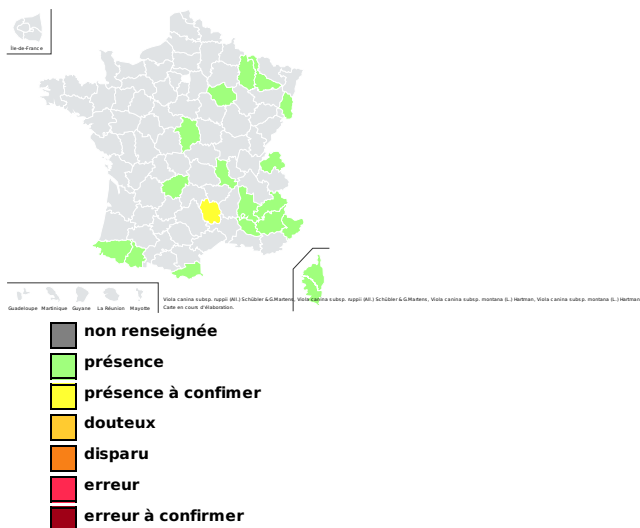 Île-de-France
Guadeloupe Martinique Guyane La Réunion Mayotte
Viola canina subsp. ruppii (All.) Schübler & G.Martens, Viola canina subsp. ruppii (All.) Schübler & G.Martens, Viola canina subsp. montana (L.) Hartman, Viola canina subsp. montana (L.) Hartman
Carte en cours d'élaboration.
non renseignée
présence
présence à confimer
douteux
disparu
erreur
erreur à confirmer